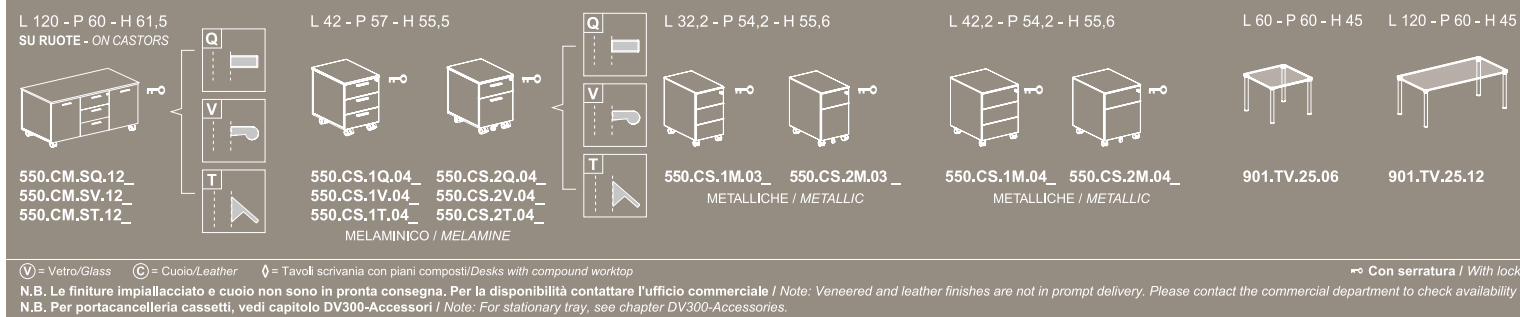 L 120 - P 60 - H 61,5
SU RUOTE - ON CASTORS
Q
V
T
550.CM.SQ.12_
550.CM.SV.12_
550.CM.ST.12_
L 42 - P 57 - H 55,5
550.CS.1Q.04_ 550.CS.2Q.04_
550.CS.1V.04_ 550.CS.2V.04_
550.CS.1T.04_ 550.CS.2T.04_
MELAMINICO / MELAMINE
Q
V
T
L 32,2 - P 54,2 - H 55,6
550.CS.1M.03_ 550.CS.2M.03_
METALLICHE / METALLIC
L 42,2 - P 54,2 - H 55,6
550.CS.1M.04_ 550.CS.2M.04_
METALLICHE / METALLIC
L 60 - P 60 - H 45
901.TV.25.06
L 120 - P 60 - H 45
901.TV.25.12
Ⓥ = Vetro/Glass Ⓒ = Cuoio/Leather ◊ = Tavoli scrivania con piani composti/Desks with compound worktop
Con serratura / With lock
N.B. Le finiture impiallacciato e cuoio non sono in pronta consegna. Per la disponibilità contattare l'ufficio commerciale / Note: Veneered and leather finishes are not in prompt delivery. Please contact the commercial department to check availability
N.B. Per portacancelleria cassetti, vedi capitolo DV300-Accessori / Note: For stationary tray, see chapter DV300-Accessories.